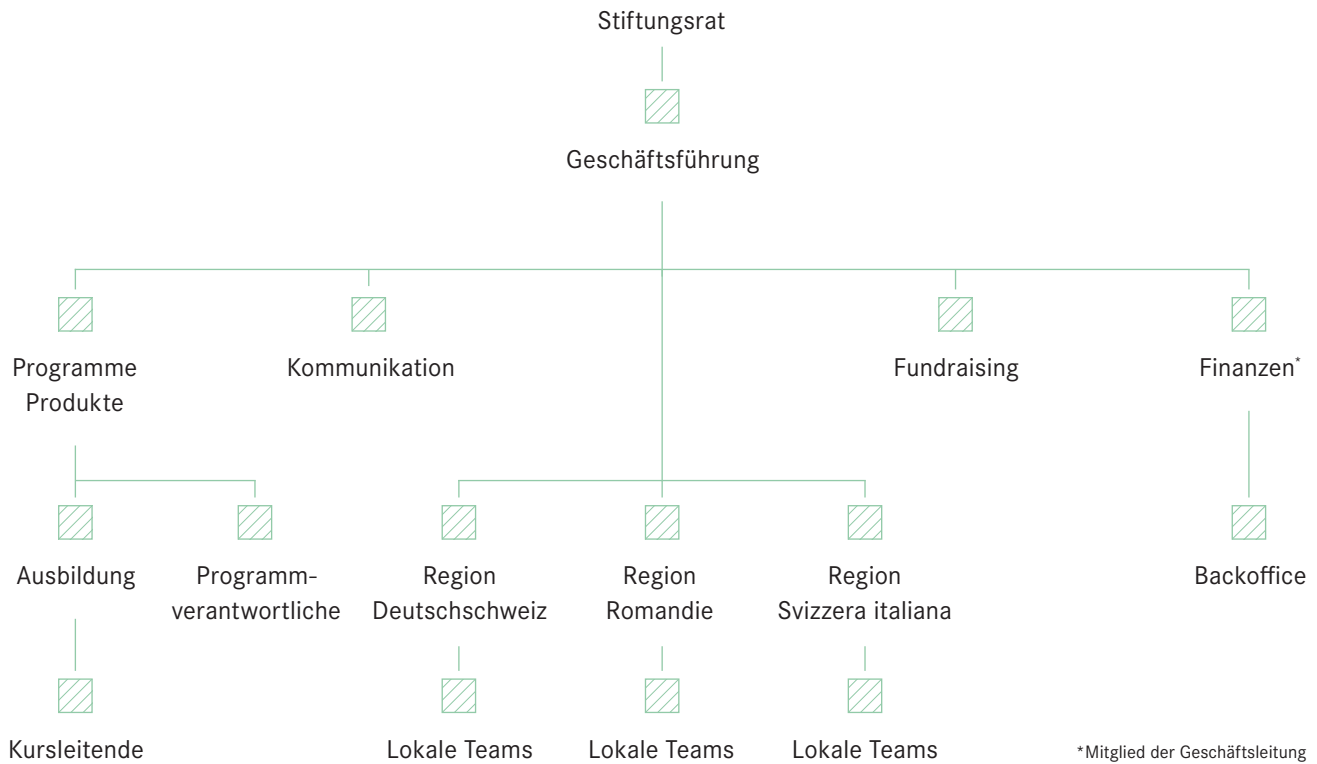 Stiftungsrat
Geschäftsführung
Programme
Produkte
Kommunikation
Fundraising
Finanzen*
Ausbildung
Programm-
verantwortliche
Region
Deutschschweiz
Region
Romandie
Region
Svizzera italiana
Backoffice
Kursleitende
Lokale Teams
Lokale Teams
Lokale Teams
*Mitglied der Geschäftsleitung